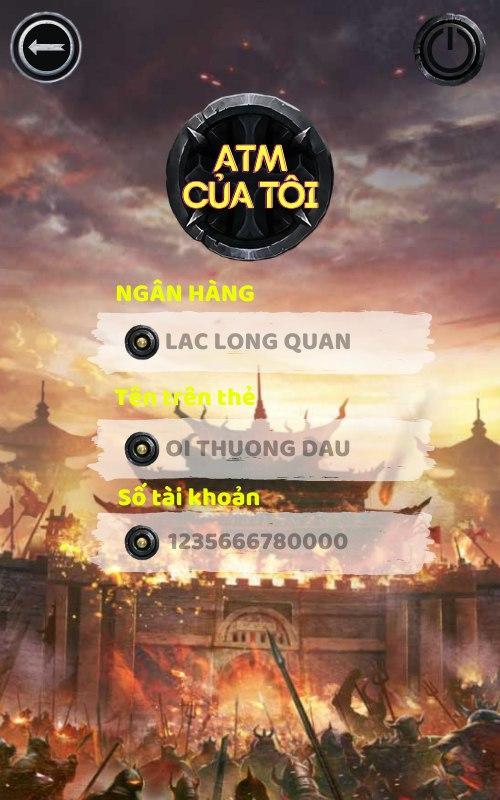 ATM
CỦA TÔI
NGÂN HÀNG
LAC LONG QUAN
Tên trên thẻ
OI THUONG DAU
Số tài khoản
1235666780000